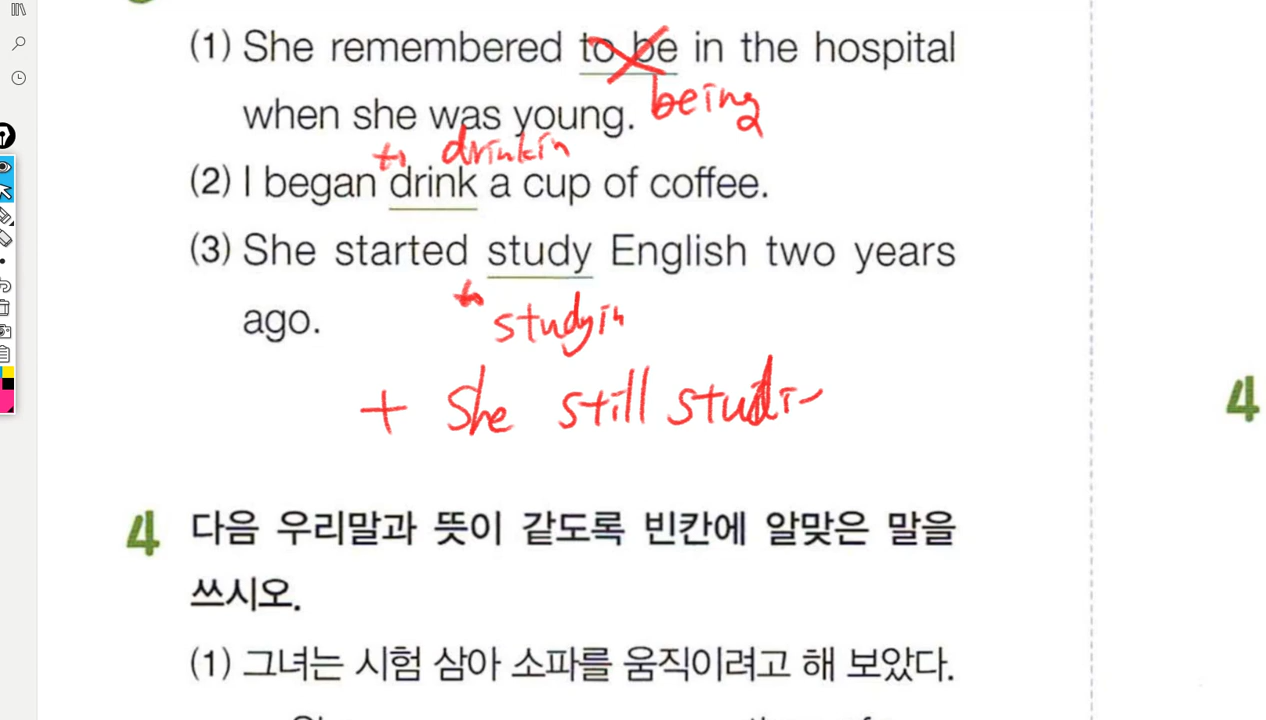 (1) She remembered to be in the hospital
being
when she was young.
to drinkin
(2) I began drink a cup of coffee.
(3) She started study English two years
to studyin
ago.
+ She still studi
4
4 다음 우리말과 뜻이 같도록 빈칸에 알맞은 말을
쓰시오.
(1) 그녀는 시험 삼아 소파를 움직이려고 해 보았다.